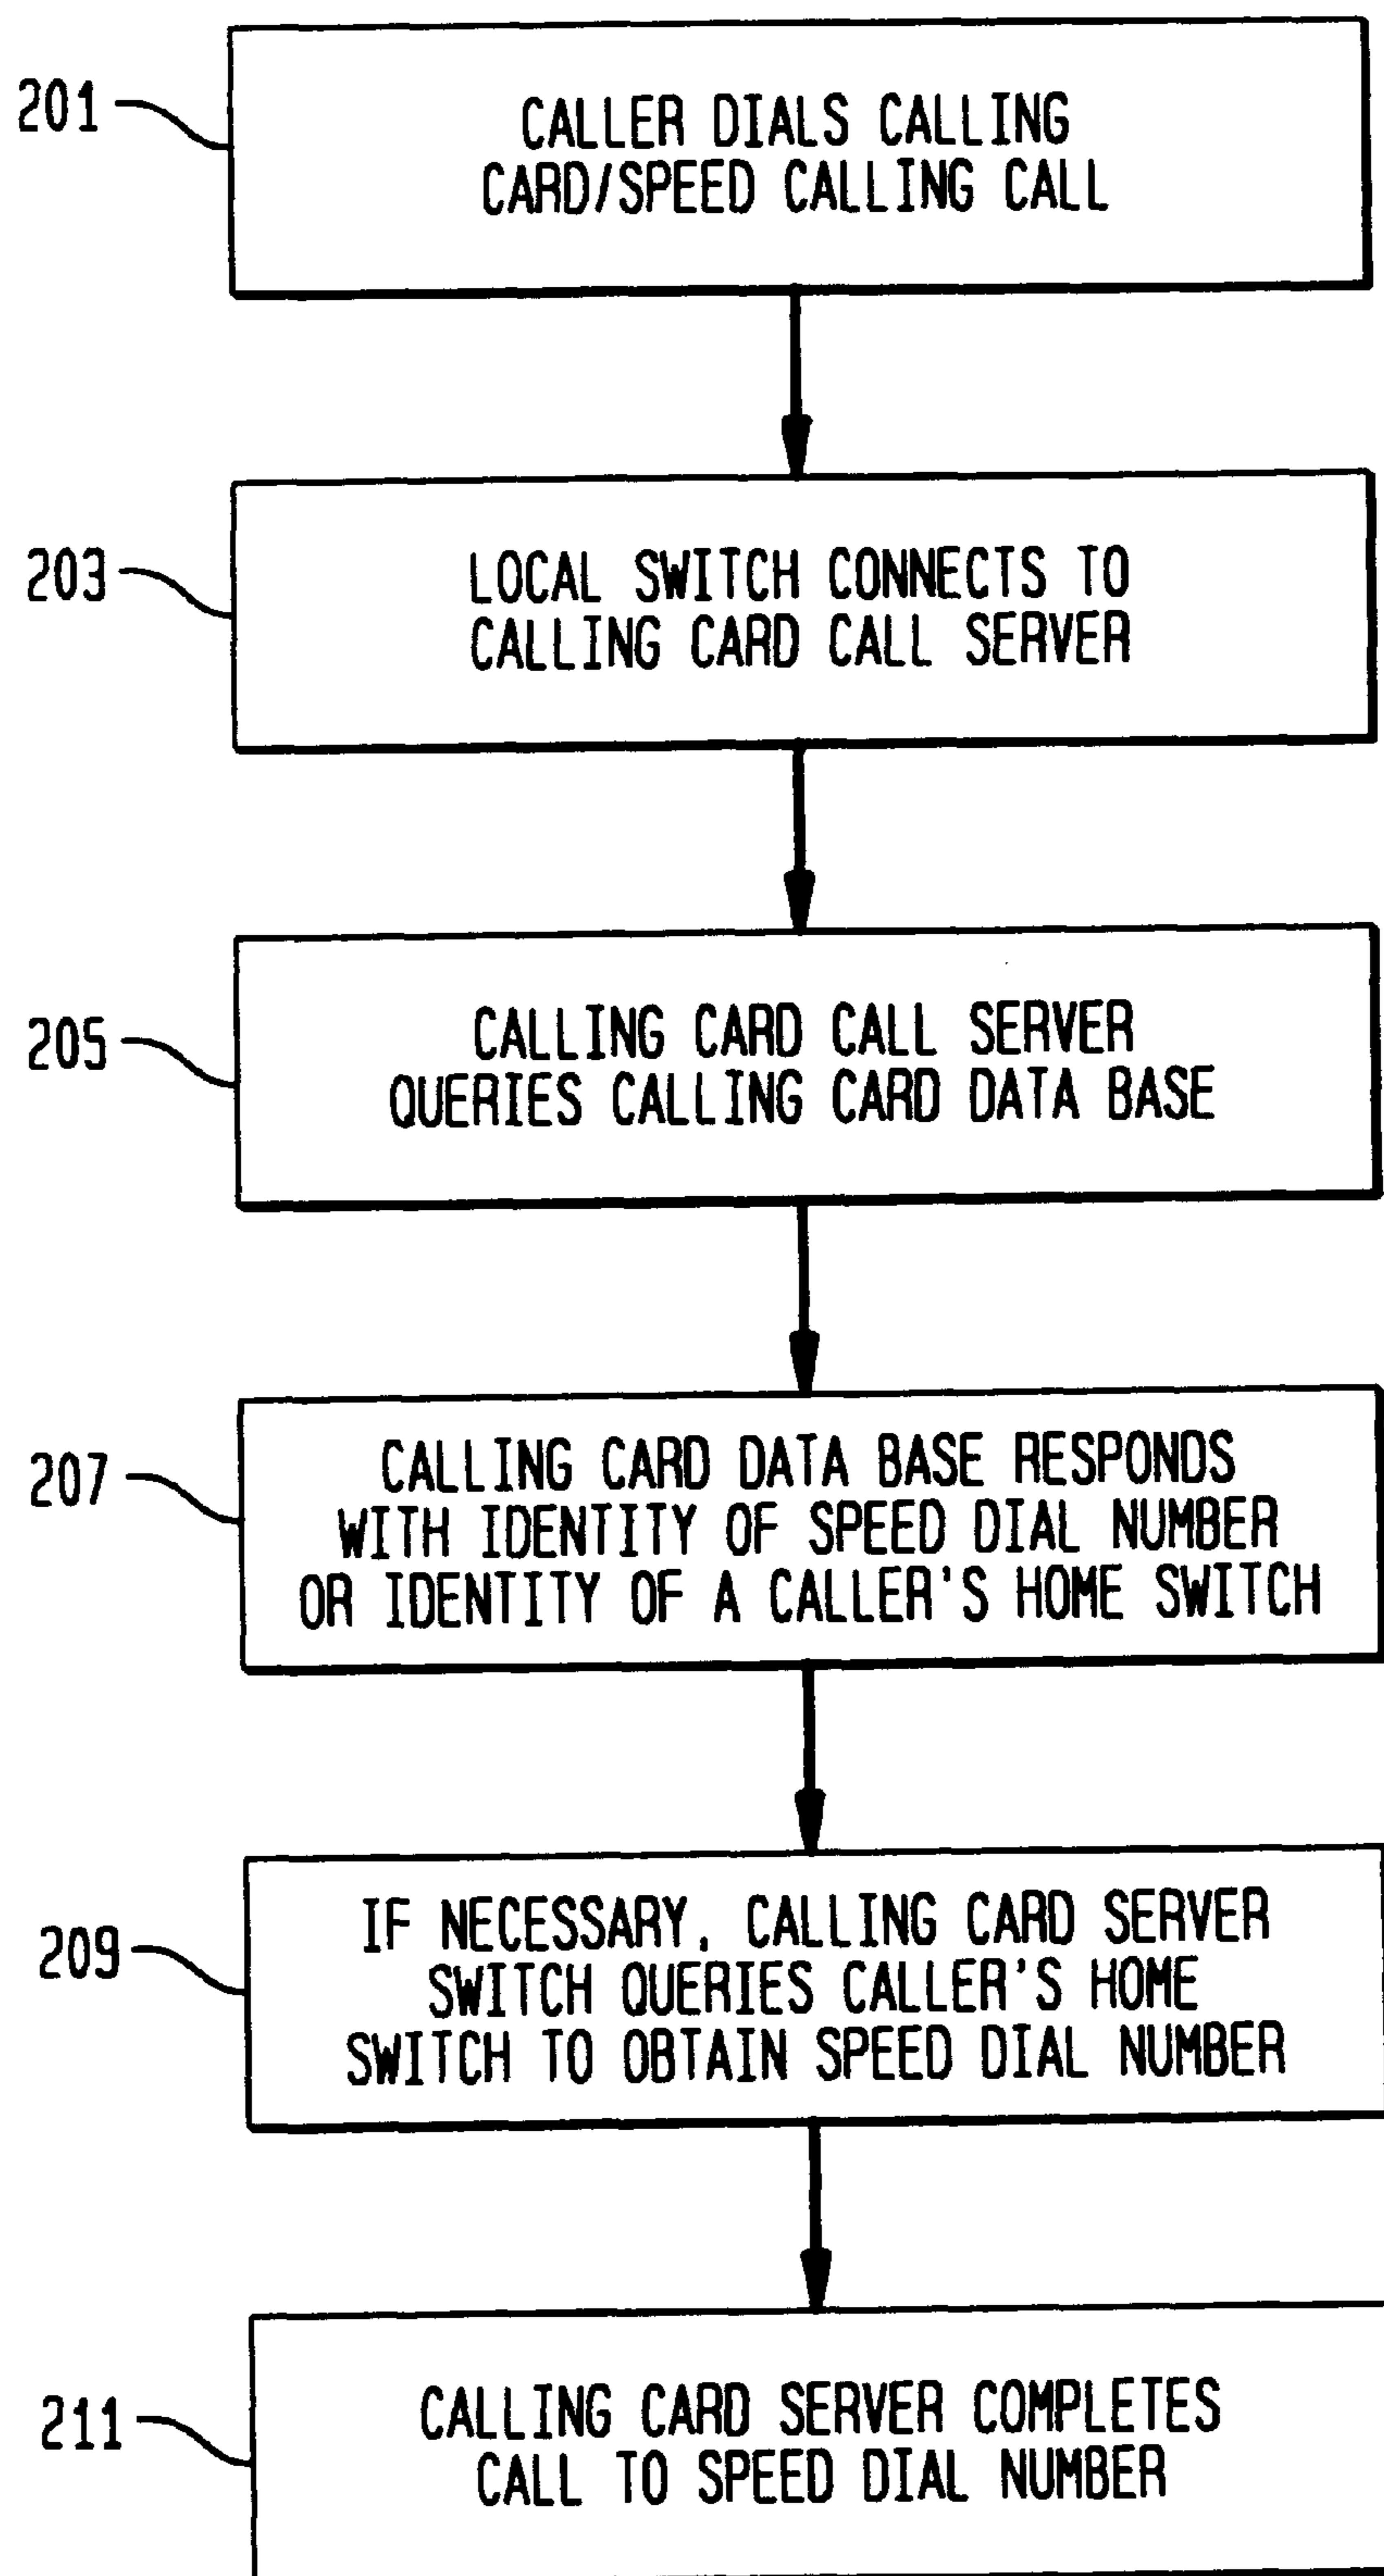 201
CALLER DIALS CALLING
CARD/SPEED CALLING CALL
203
LOCAL SWITCH CONNECTS TO
CALLING CARD CALL SERVER
205
CALLING CARD CALL SERVER
QUERIES CALLING CARD DATA BASE
207
CALLING CARD DATA BASE RESPONDS
WITH IDENTITY OF SPEED DIAL NUMBER
OR IDENTITY OF A CALLER'S HOME SWITCH
209
IF NECESSARY, CALLING CARD SERVER
SWITCH QUERIES CALLER'S HOME
SWITCH TO OBTAIN SPEED DIAL NUMBER
211
CALLING CARD SERVER COMPLETES
CALL TO SPEED DIAL NUMBER